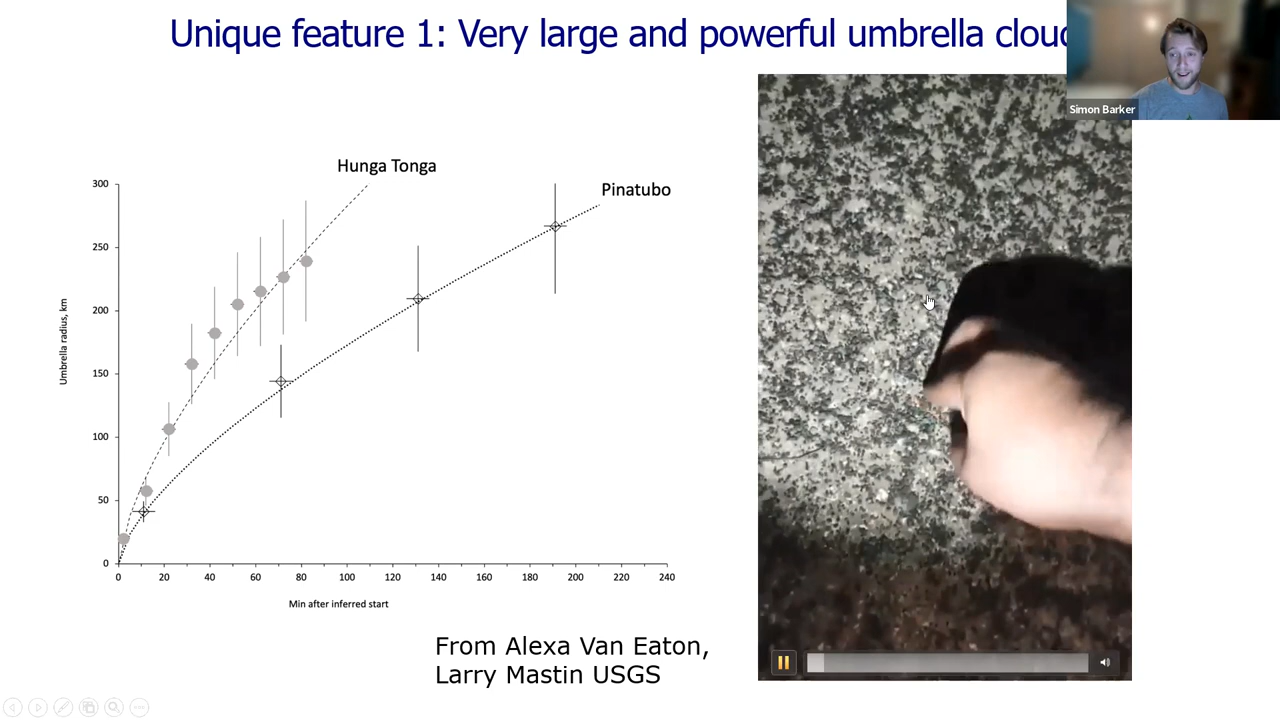 Unique feature 1: Very large and powerful umbrella cloud
Simon Barker
Hunga Tonga
Pinatubo
300
250
200
150
100
50
0
Umbrella radius, km
0 20 40 60 80 100 120 140 160 180 200 220 240
Min after inferred start
From Alexa Van Eaton,
Larry Mastin USGS